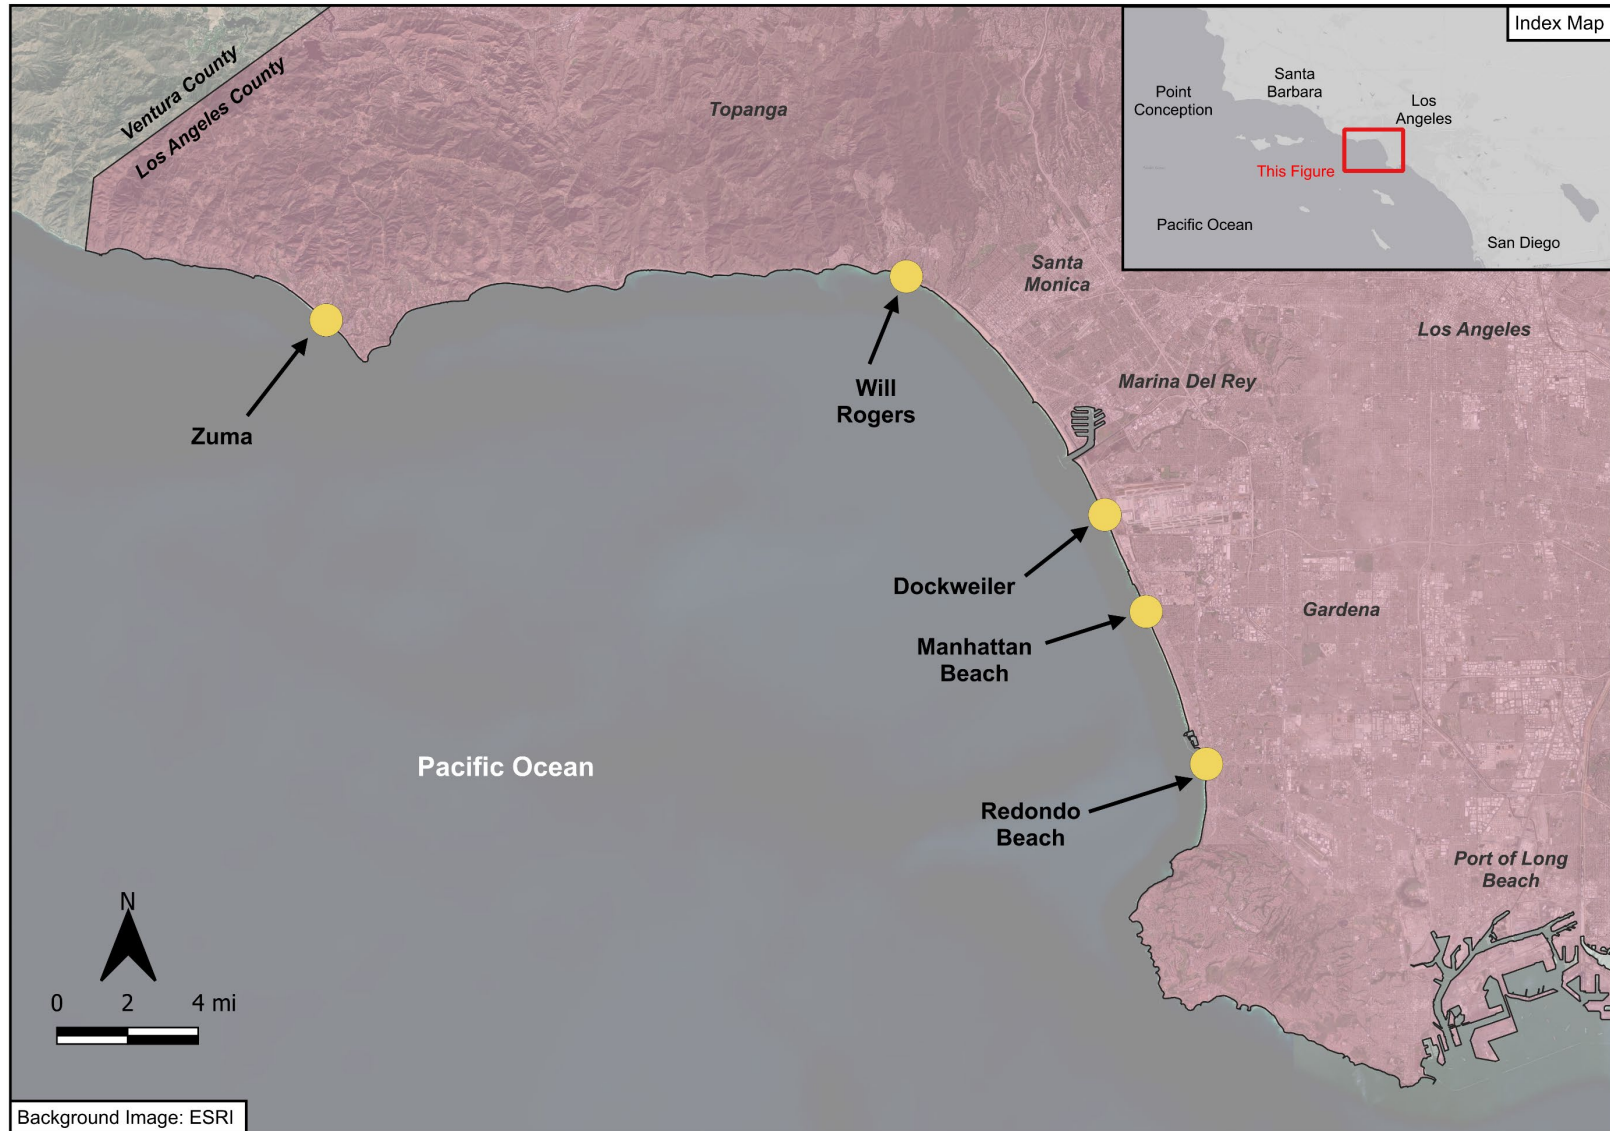 Index Map
Ventura County
Los Angeles County
Topanga
Point
Conception
Santa
Barbara
Los
Angeles
This Figure
Pacific Ocean
San Diego
Santa
Monica
Los Angeles
Marina Del Rey
Will
Rogers
Zuma
Dockweiler
Gardena
Manhattan
Beach
Pacific Ocean
Redondo
Beach
Port of Long
Beach
N
0 2 4 mi
Background Image: ESRI